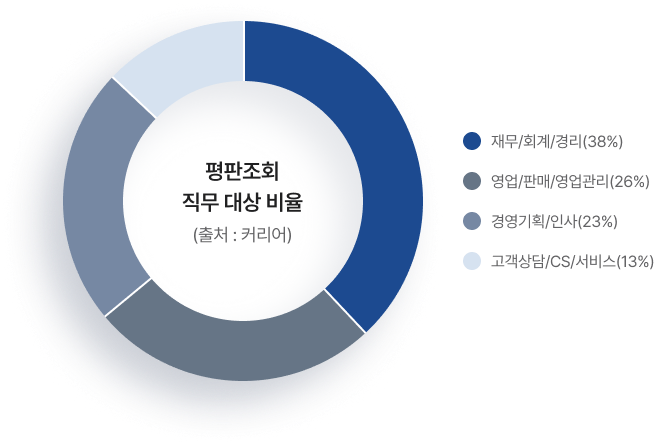 평판조회
직무 대상 비율
(출처 : 커리어)
재무/회계/경리(38%)
영업/판매/영업관리(26%)
경영기획/인사(23%)
고객상담/CS/서비스(13%)